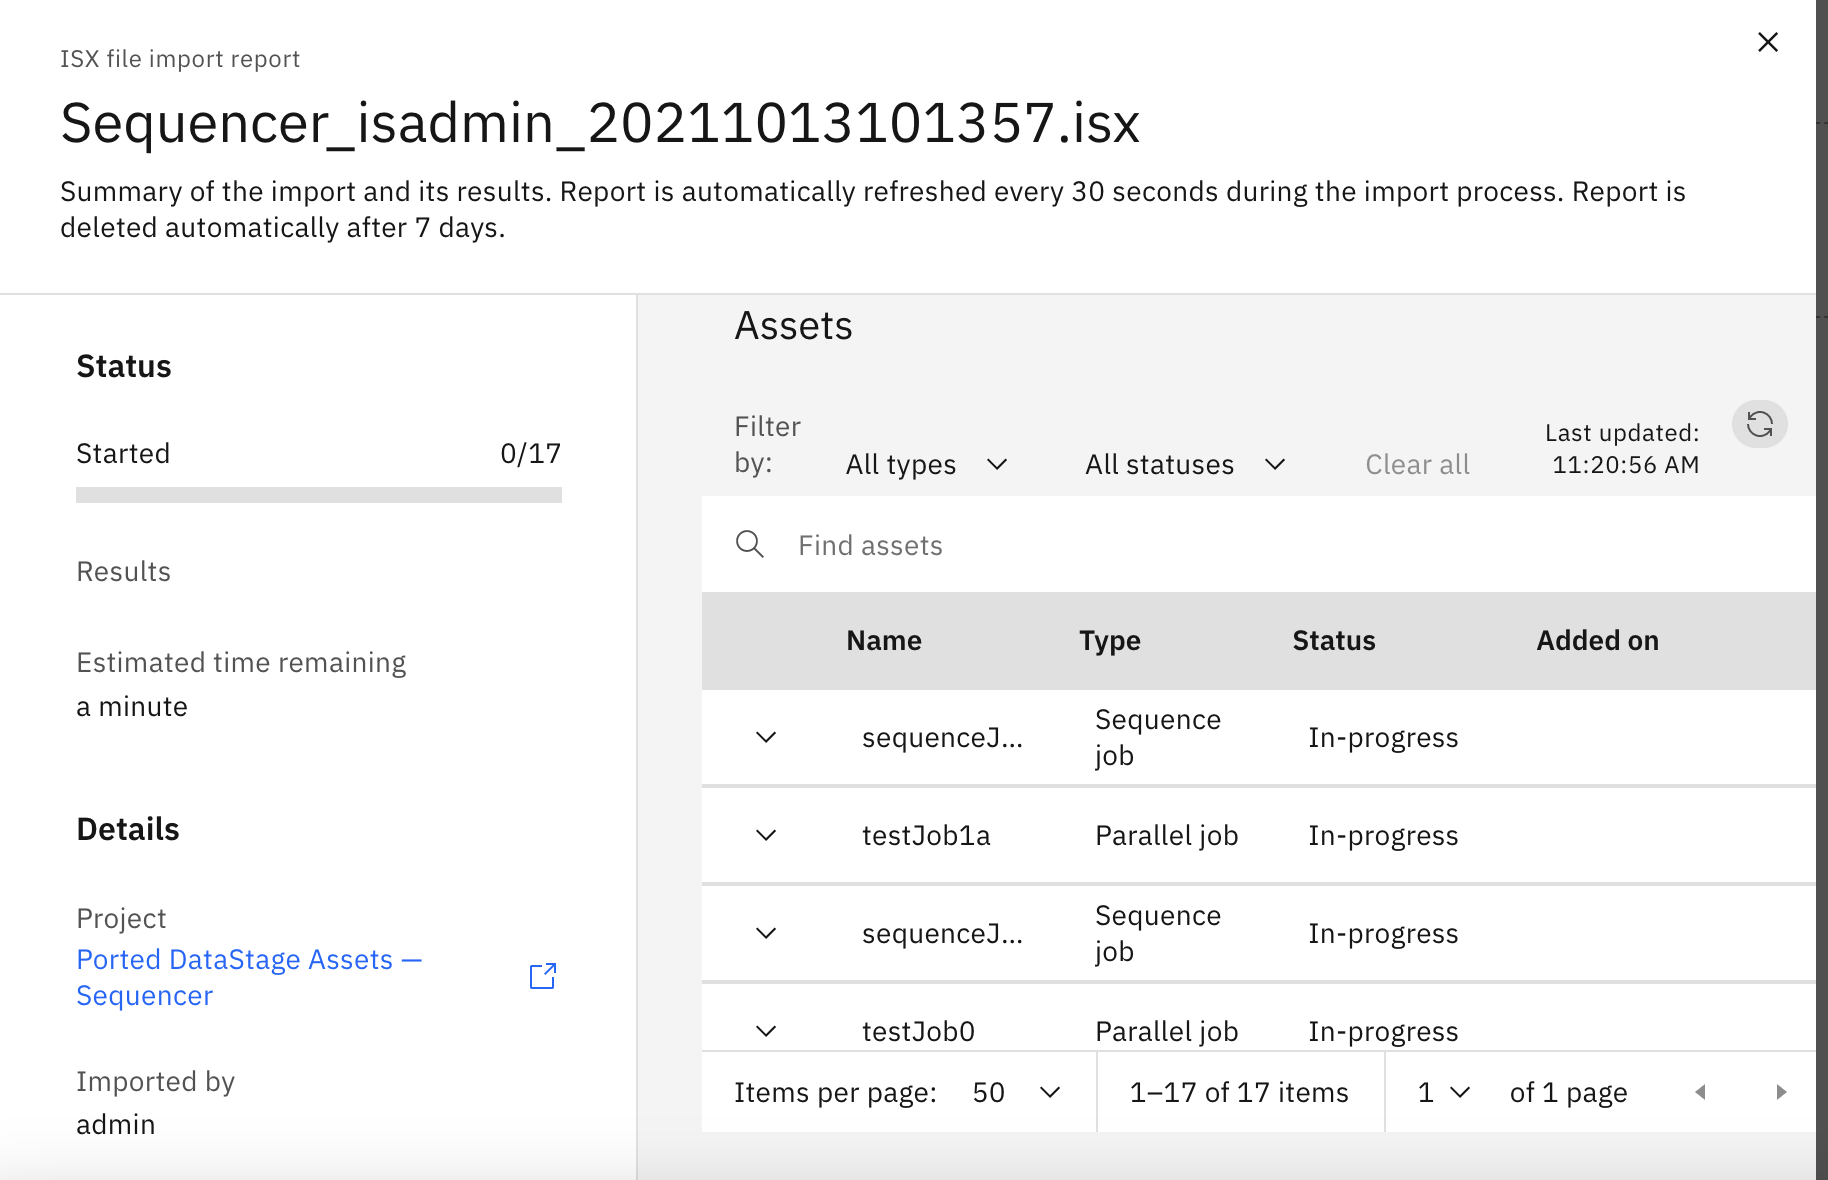 ISX file import report
Sequencer_isadmin_20211013101357.isx
Summary of the import and its results. Report is automatically refreshed every 30 seconds during the import process. Report is
deleted automatically after 7 days.
Status
Started 0/17
Results
Estimated time remaining
a minute
Details
Project
Ported DataStage Assets —
Sequencer
Imported by
admin
Assets
Filter
by:
All types
All statuses
Clear all
Last updated:
11:20:56 AM
Find assets
Name Type Status Added on
sequenceJ... Sequence job In-progress
testJob1a Parallel job In-progress
sequenceJ... Sequence job In-progress
testJob0 Parallel job In-progress
Items per page: 50 1–17 of 17 items 1 of 1 page